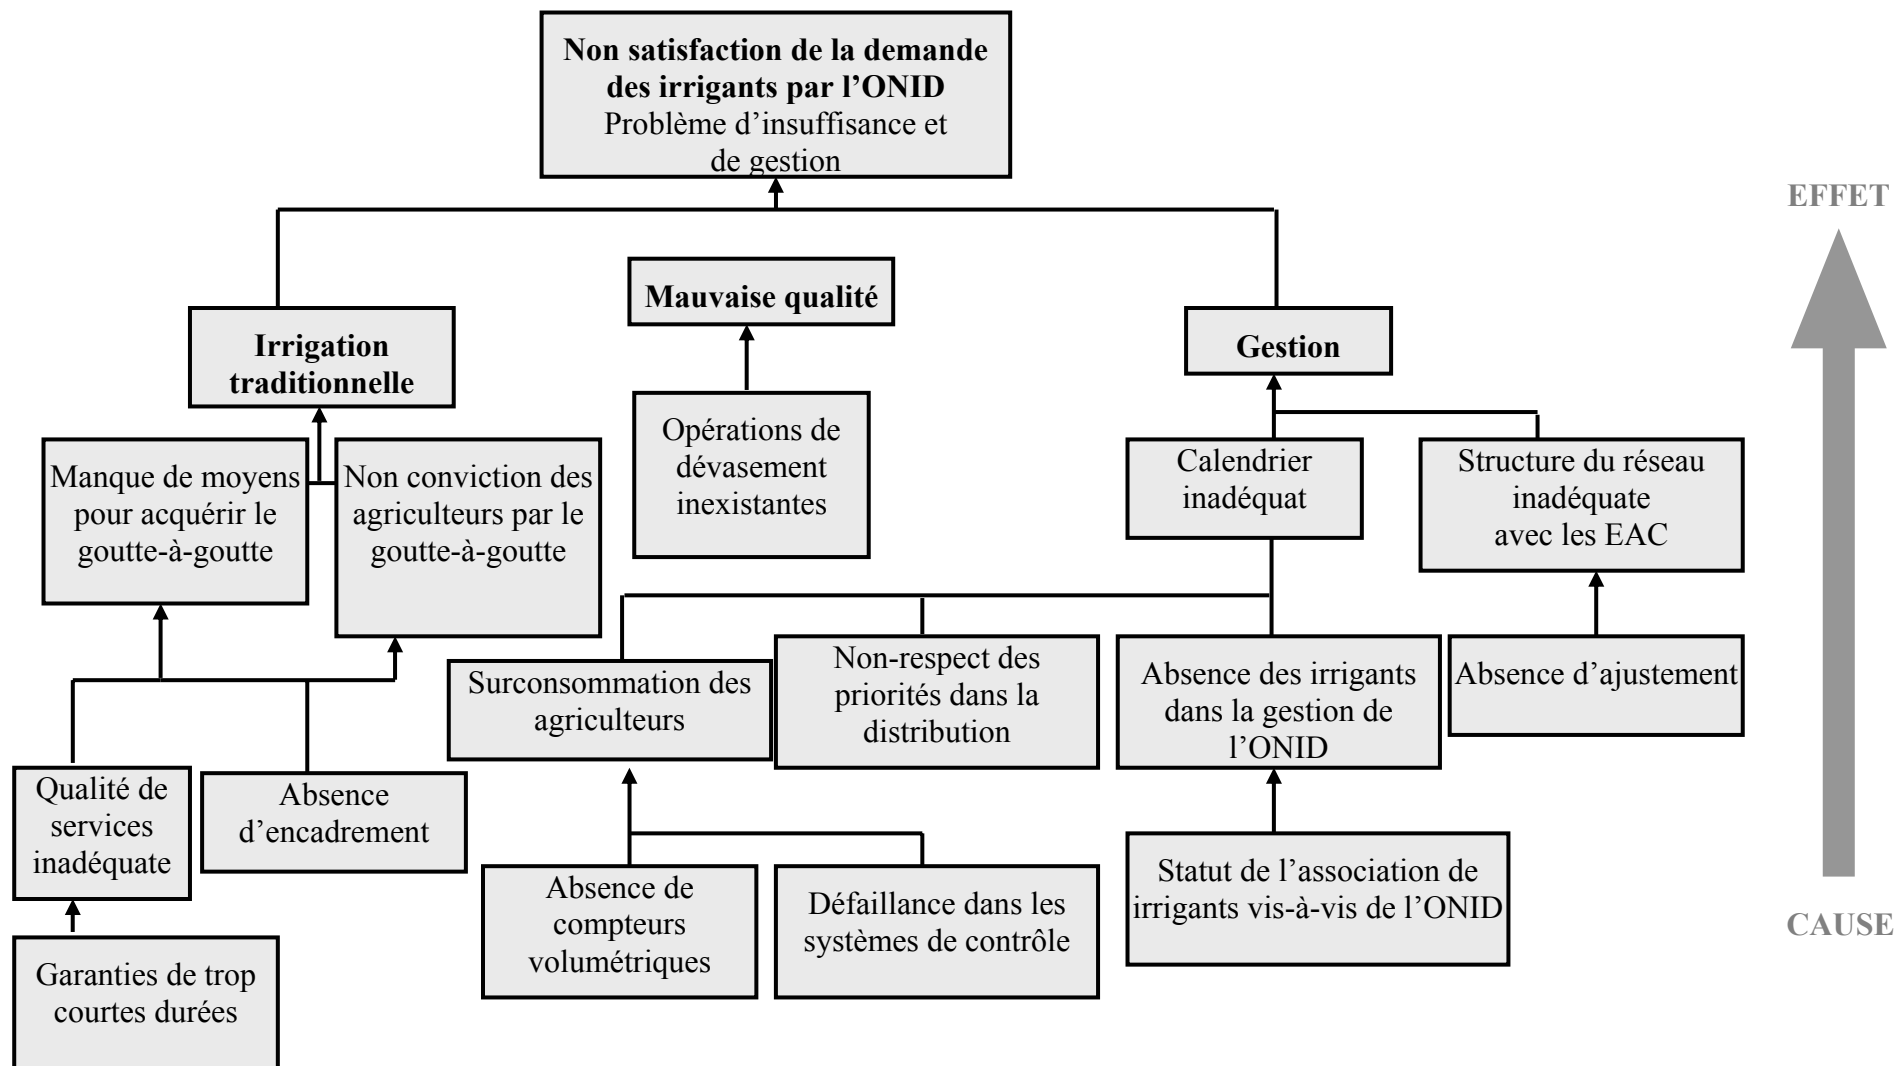 Non satisfaction de la demande
des irrigants par l’ONID
Problème d’insuffisance et
de gestion
EFFET
Mauvaise qualité
Irrigation
traditionnelle
Gestion
Manque de moyens
pour acquérir le
goutte-à-goutte
Non conviction des
agriculteurs par le
goutte-à-goutte
Opérations de
dévasement
inexistantes
Calendrier
inadéquat
Structure du réseau
inadéquate
avec les EAC
Surconsommation des
agriculteurs
Non-respect des
priorités dans la
distribution
Absence des irrigants
dans la gestion de
l’ONID
Absence d’ajustement
Qualité de
services
inadéquate
Absence
d’encadrement
Absence de
compteurs
volumétriques
Défaillance dans les
systèmes de contrôle
Statut de l’association de
irrigants vis-à-vis de l’ONID
CAUSE
Garanties de trop
courtes durées